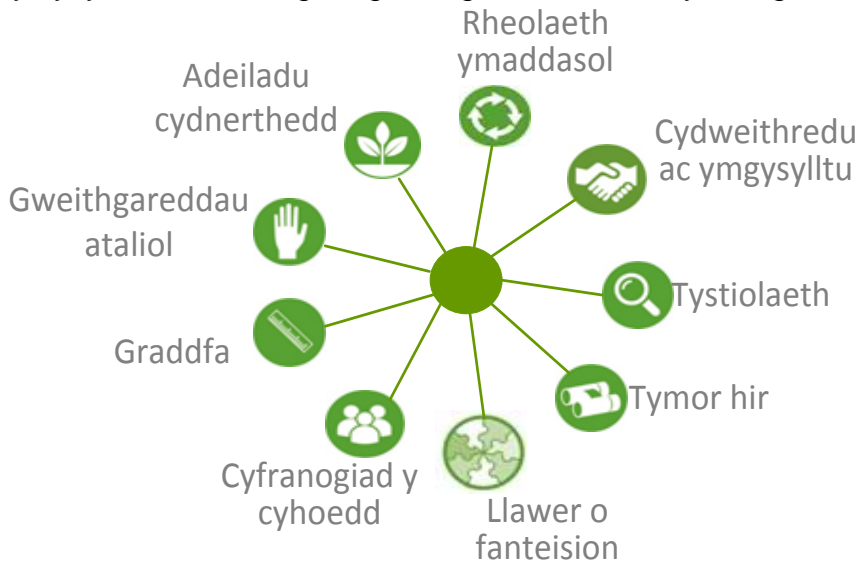 Rheolaeth
ymaddasol
Cydweithredu
ac ymgysylltu
Tystiolaeth
Tymor hir
Llawer o
fanteision
Cyfranogiad y
cyhoedd
Graddfa
Gweithgareddau
ataliol
Adeiladu
cydnerthedd